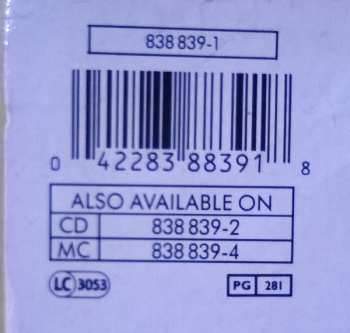 838 839-1
0 42283 88391 8
ALSO AVAILABLE ON
CD 838 839-2
MC 838 839-4
LC 3053 PG 281